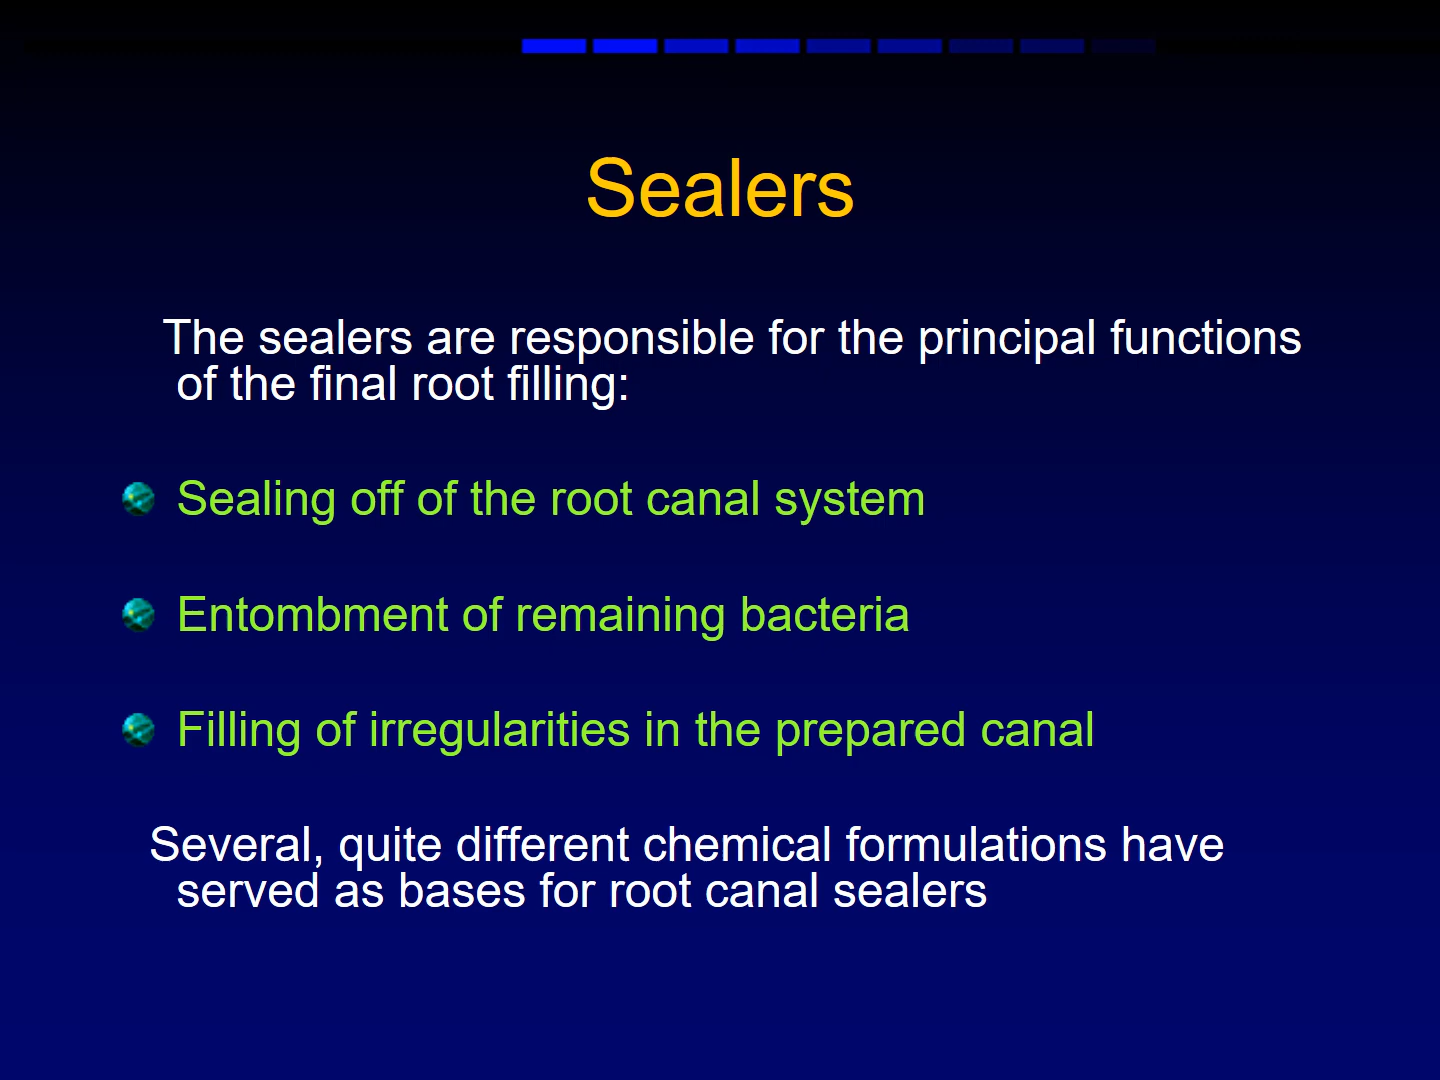 Sealers
The sealers are responsible for the principal functions
of the final root filling:
Sealing off of the root canal system
Entombment of remaining bacteria
Filling of irregularities in the prepared canal
Several, quite different chemical formulations have
served as bases for root canal sealers